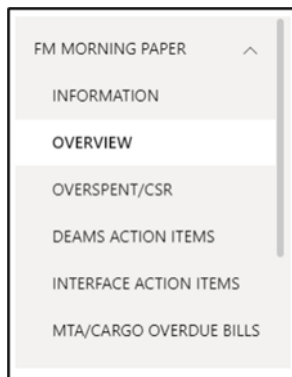 FM MORNING PAPER
INFORMATION
OVERVIEW
OVERSPENT/CSR
DEAMS ACTION ITEMS
INTERFACE ACTION ITEMS
MTA/CARGO OVERDUE BILLS